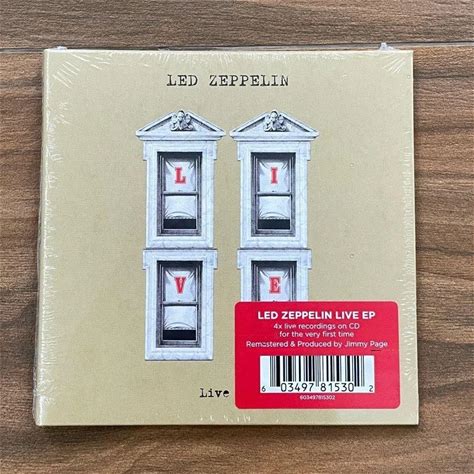 LED ZEPPELIN
L I
V E
LED ZEPPELIN LIVE EP
4x live recordings on CD
for the very first time
Remastered & Produced by Jimmy Page
6 03497 81530 2
603497815302
Live